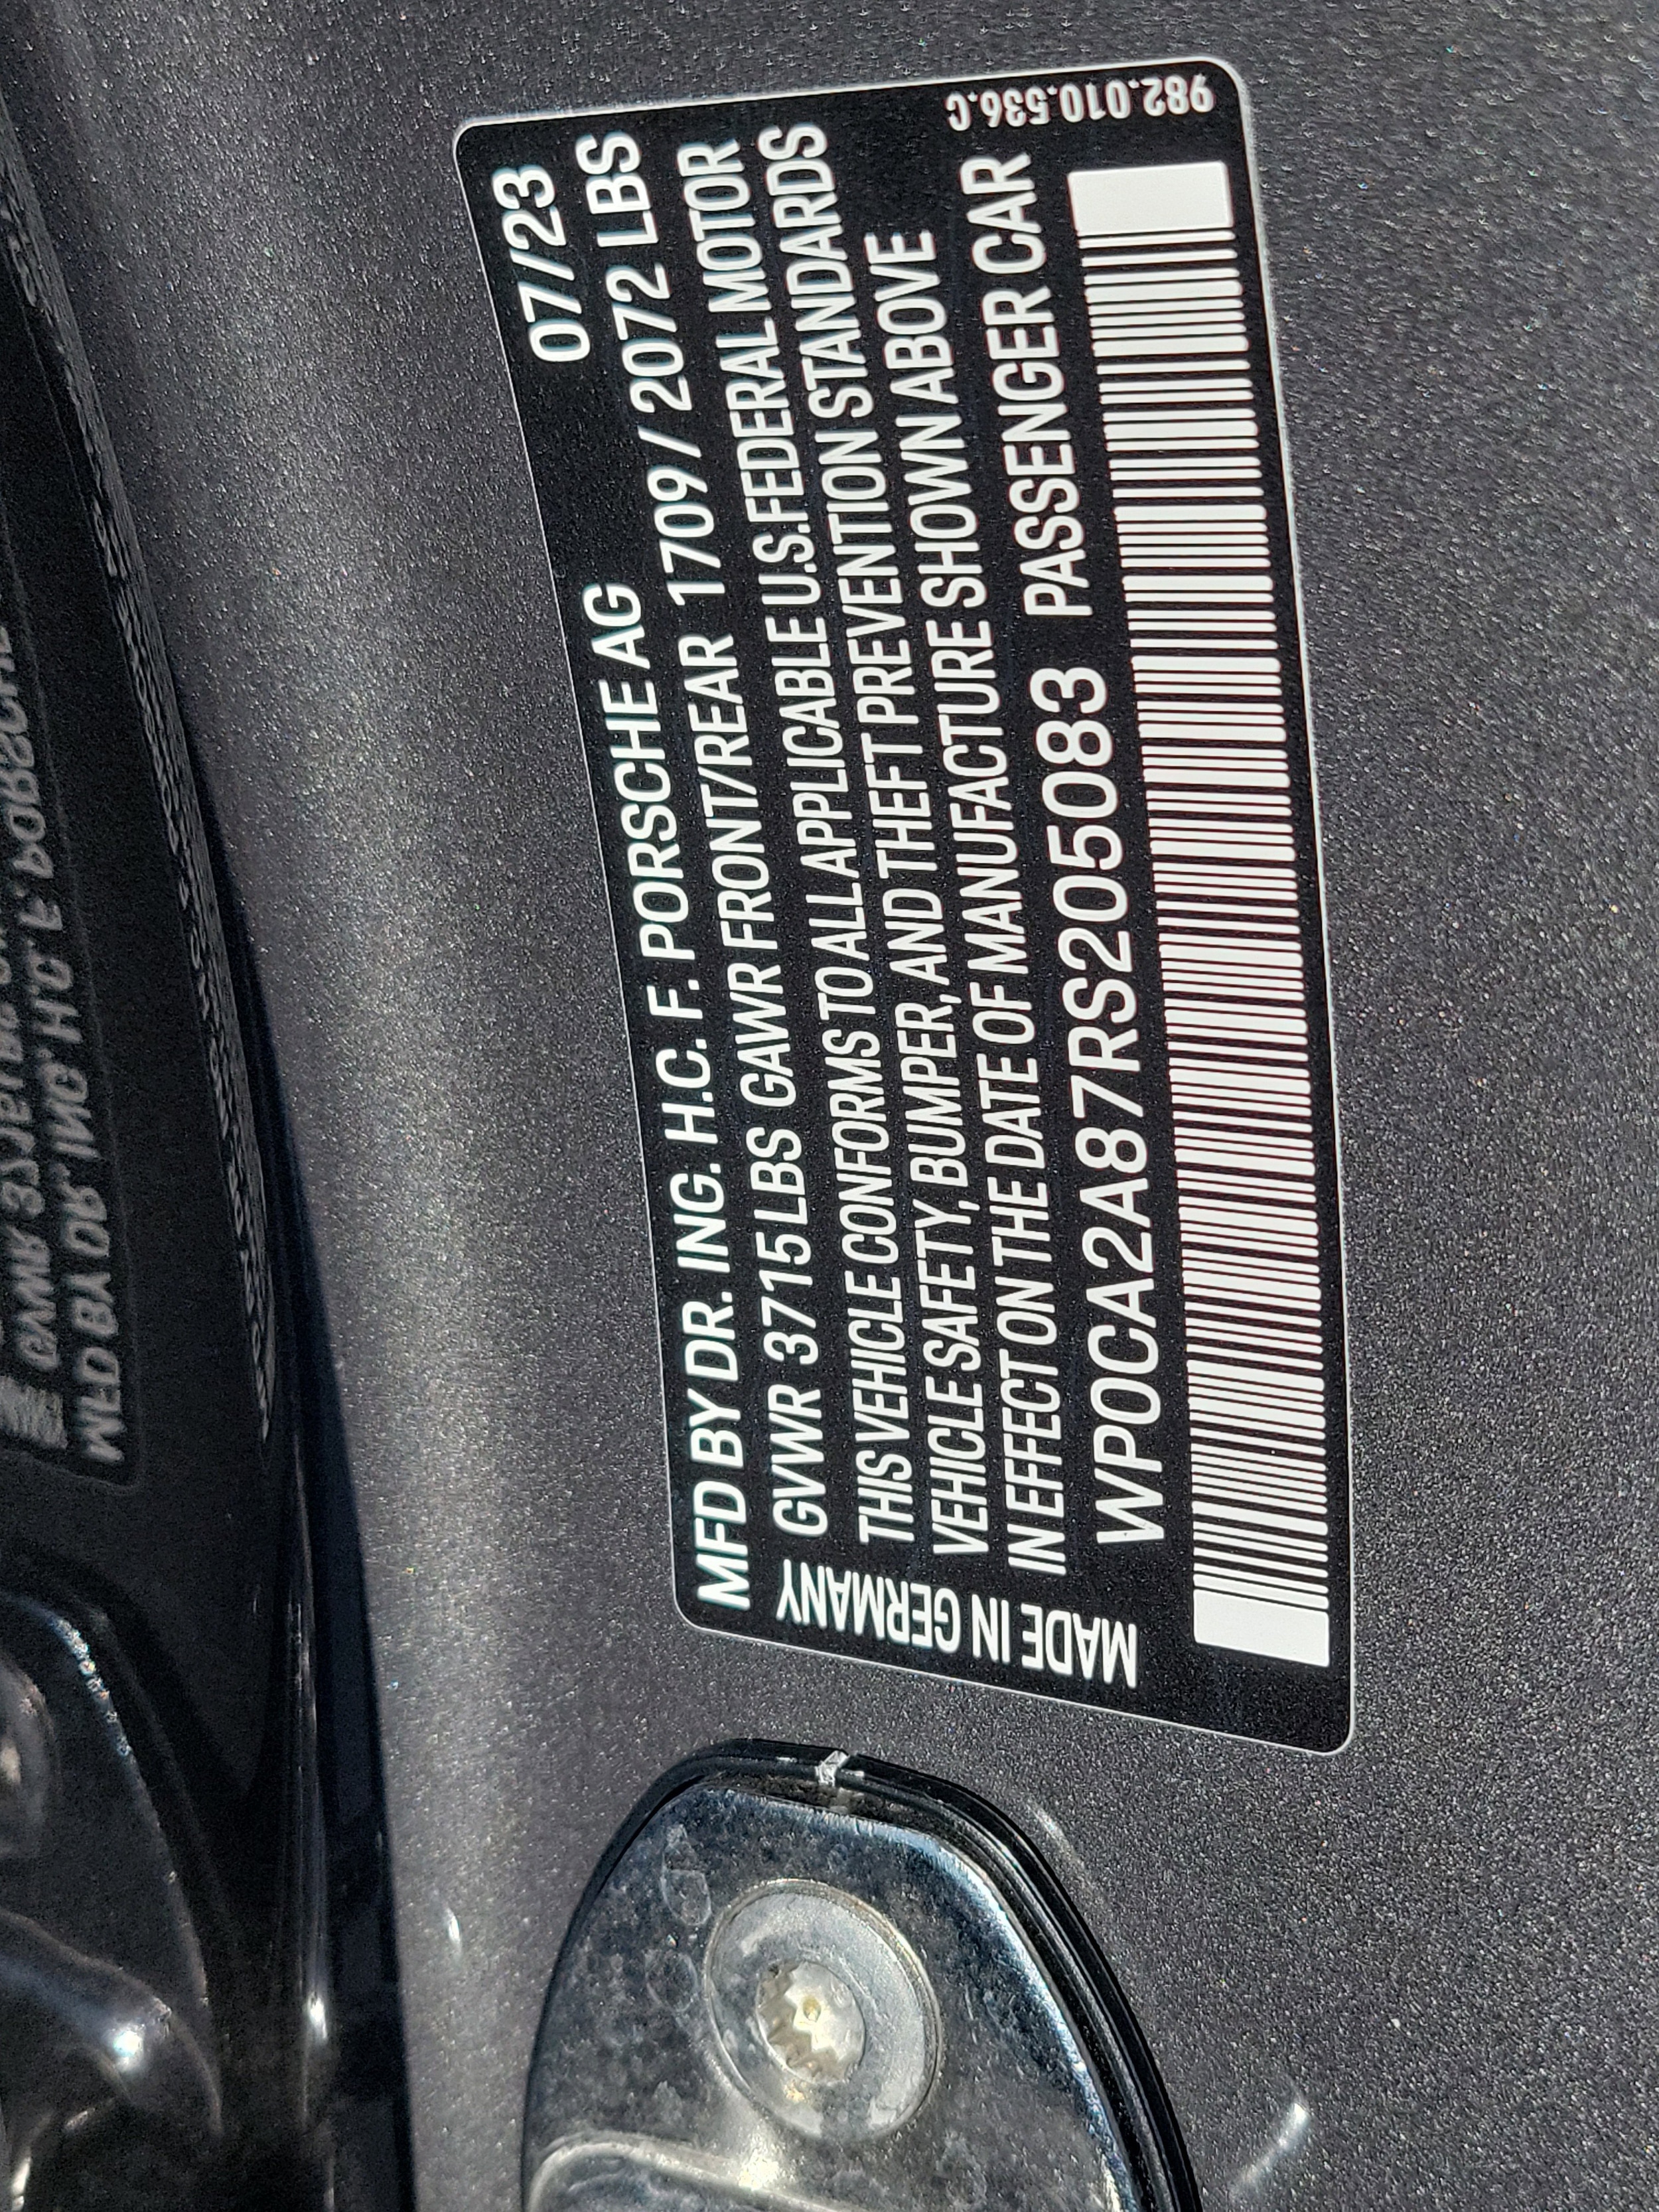 MFD BY DR. ING. H.C. F. PORSCHE AG 07/23
GVWR 3715 LBS GAWR FRONT/REAR 1709/ 2072 LBS
THIS VEHICLE CONFORMS TO ALL APPLICABLE U.S. FEDERAL MOTOR
VEHICLE SAFETY, BUMPER, AND THEFT PREVENTION STANDARDS
IN EFFECT ON THE DATE OF MANUFACTURE SHOWN ABOVE
WP0CA2A87RS205083 PASSENGER CAR
MADE IN GERMANY
982.010.536.C